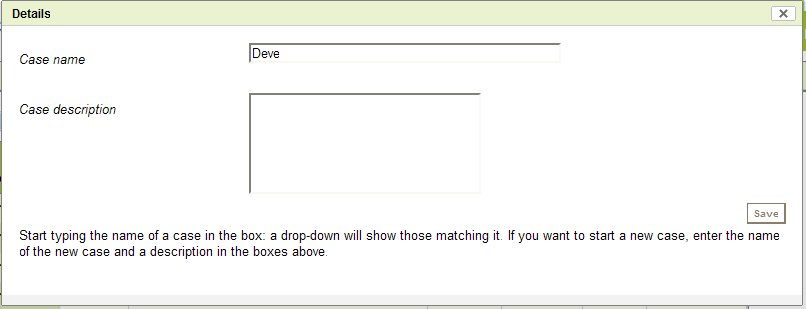 Details
Case name
Deve
Case description
Save
Start typing the name of a case in the box: a drop-down will show those matching it. If you want to start a new case, enter the name
of the new case and a description in the boxes above.